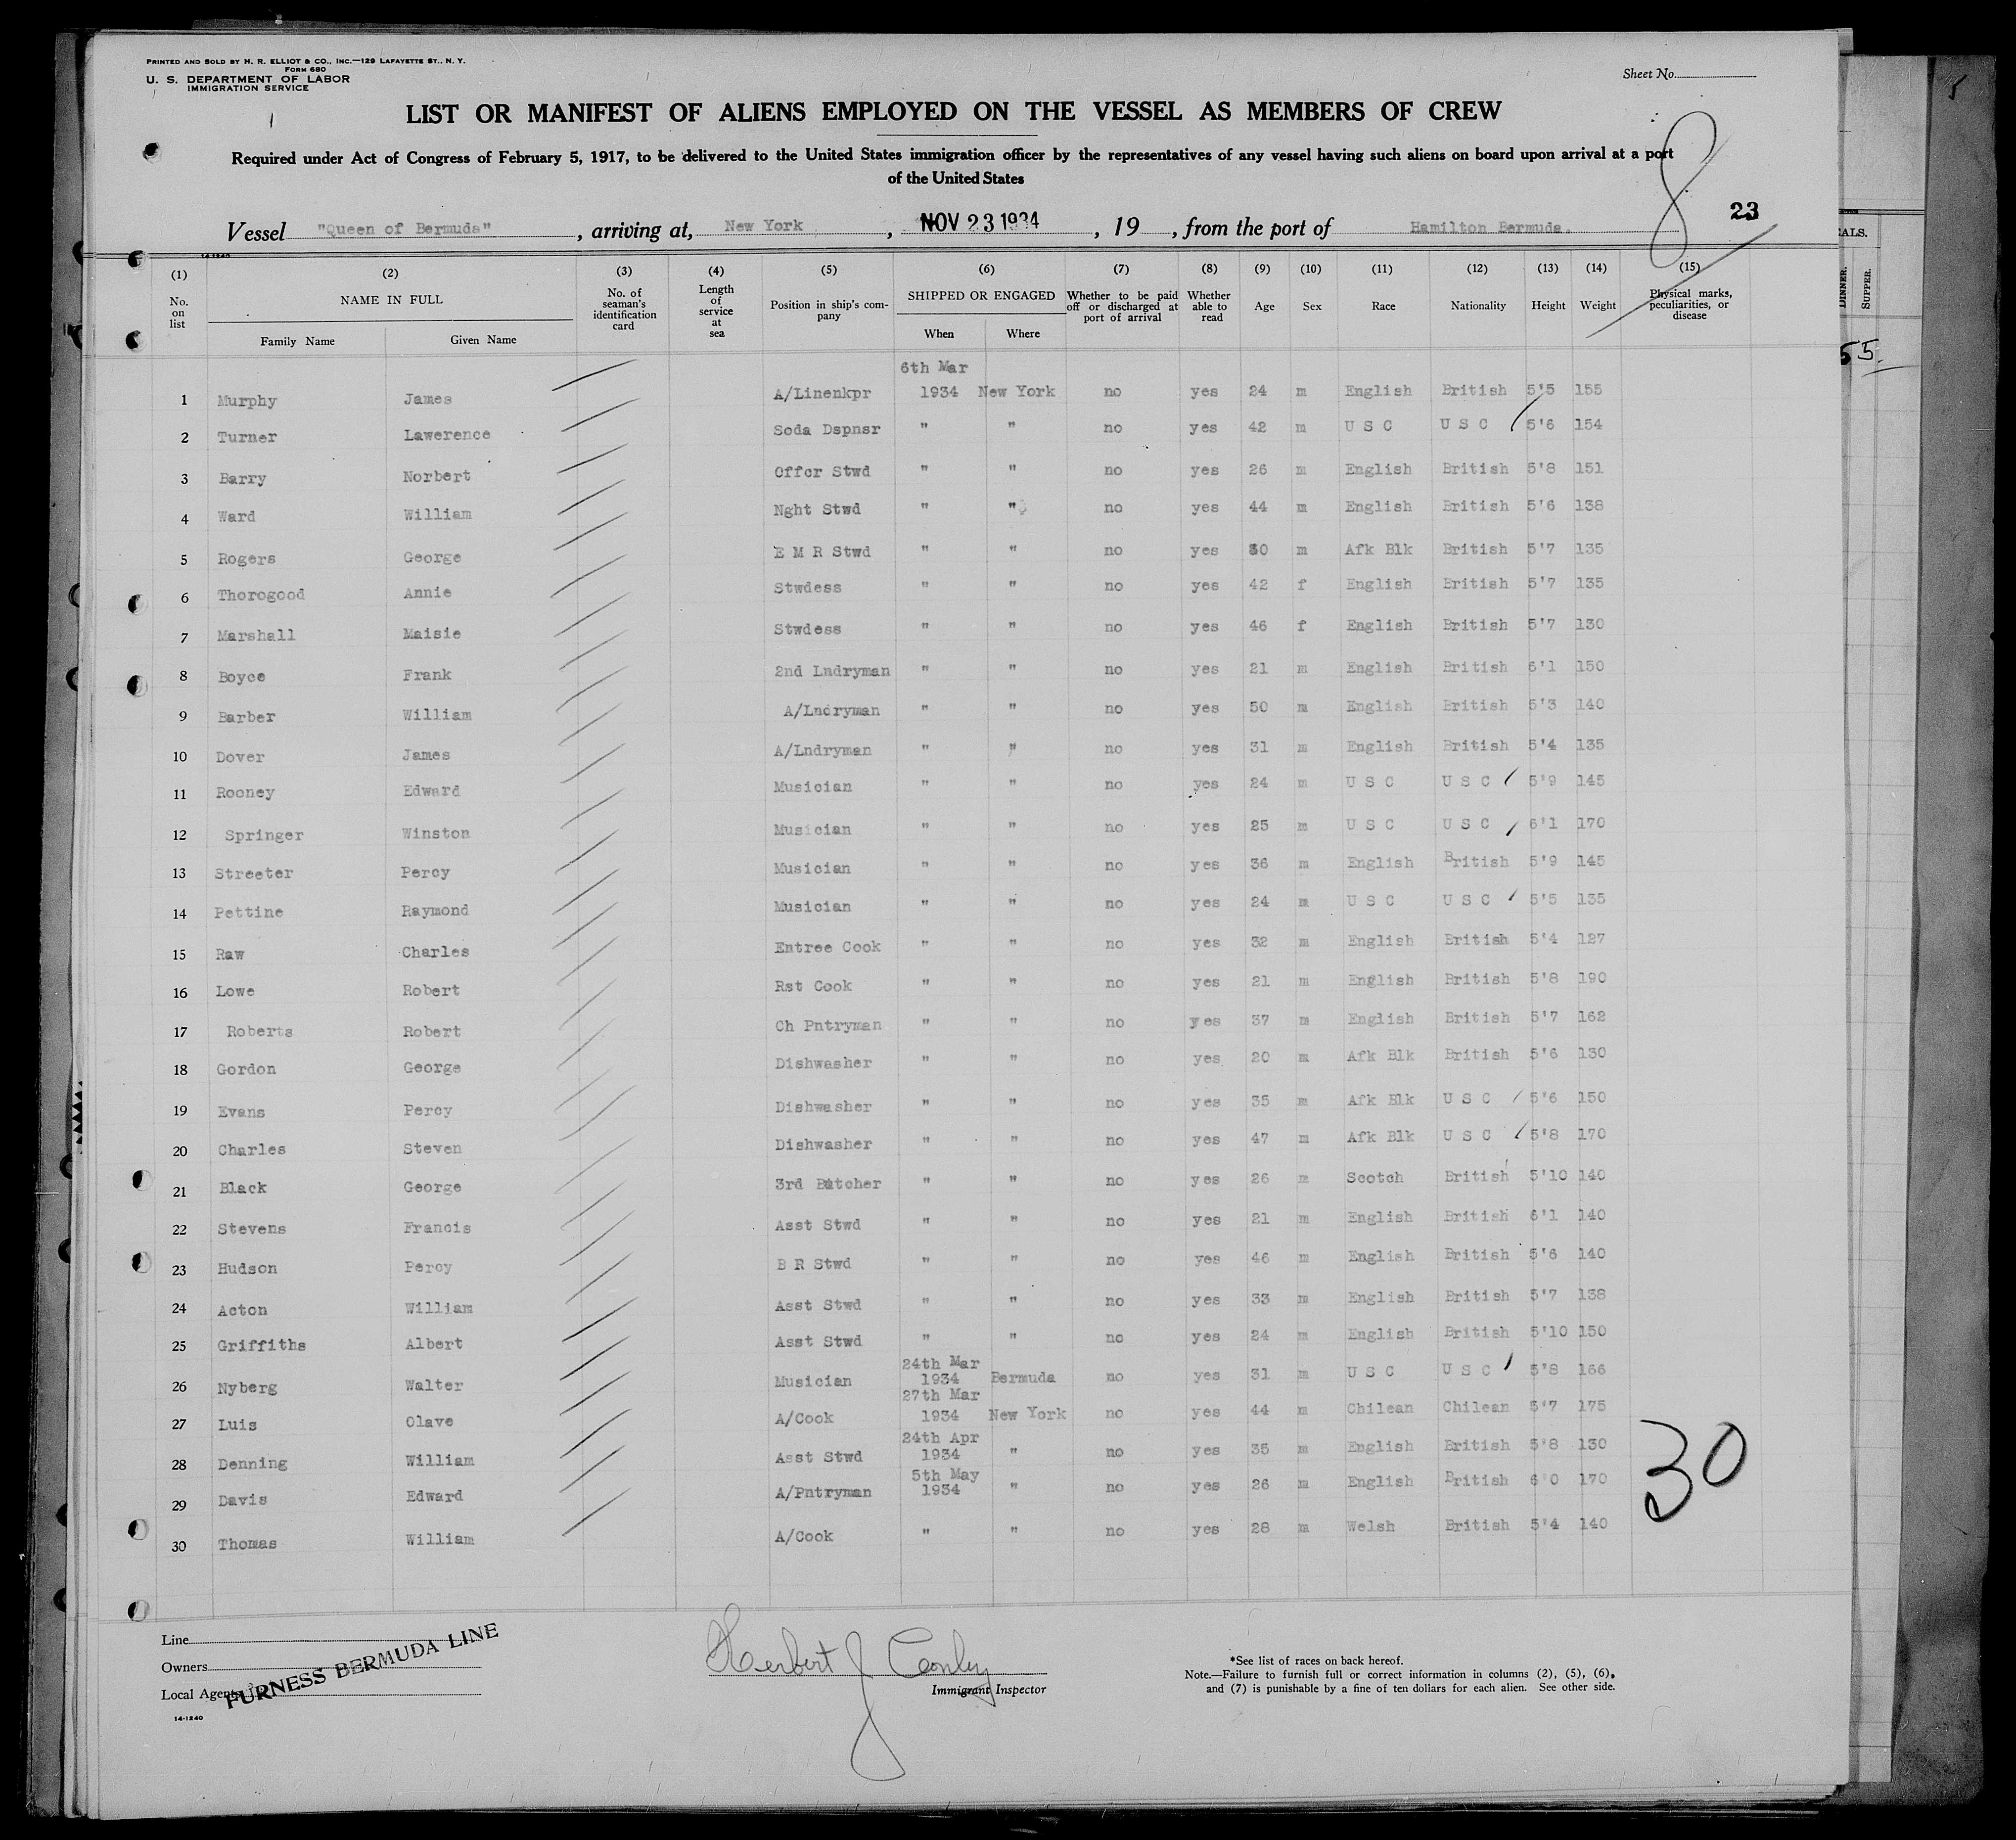 PRINTED AND SOLD BY H. R. ELLIOT & CO., INC.—129 LAFAYETTE ST., N. Y.
FORM 680
U. S. DEPARTMENT OF LABOR
IMMIGRATION SERVICE
Sheet No.
LIST OR MANIFEST OF ALIENS EMPLOYED ON THE VESSEL AS MEMBERS OF CREW
Required under Act of Congress of February 5, 1917, to be delivered to the United States immigration officer by the representatives of any vessel having such aliens on board upon arrival at a port
of the United States
8
23
Vessel "Queen of Bermuda" , arriving at, New York , NOV 23 1934 , 19 , from the port of Hamilton Bermuda.
14-1240
(1) (2) (3) (4) (5) (6) (7) (8) (9) (10) (11) (12) (13) (14) (15)
No. on list NAME IN FULL Family Name Given Name No. of seaman's identification card Length of service at sea Position in ship's company SHIPPED OR ENGAGED When Where Whether to be paid off or discharged at port of arrival Whether able to read Age Sex Race Nationality Height Weight Physical marks, peculiarities, or disease
6th Mar
1 Murphy James A/Linenkpr 1934 New York no yes 24 m English British 5'5 155
2 Turner Lawerence Soda Dspnsr " " no yes 42 m U S C U S C 5'6 154
3 Barry Norbert Offcr Stwd " " no yes 26 m English British 5'8 151
4 Ward William Nght Stwd " " no yes 44 m English British 5'6 138
5 Rogers George E M R Stwd " " no yes 30 m Afk Blk British 5'7 135
6 Thorogood Annie Stwdess " " no yes 42 f English British 5'7 135
7 Marshall Maisie Stwdess " " no yes 46 f English British 5'7 130
8 Boyce Frank 2nd Lndryman " " no yes 21 m English British 6'1 150
9 Barber William A/Lndryman " " no yes 50 m English British 5'3 140
10 Dover James A/Lndryman " " no yes 31 m English British 5'4 135
11 Rooney Edward Musician " " no yes 24 m U S C U S C 5'9 145
12 Springer Winston Musician " " no yes 25 m U S C U S C 6'1 170
13 Streeter Percy Musician " " no yes 36 m English British 5'9 145
14 Pettine Raymond Musician " " no yes 24 m U S C U S C 5'5 135
15 Raw Charles Entree Cook " " no yes 32 m English British 5'4 127
16 Lowe Robert Rst Cook " " no yes 21 m English British 5'8 190
17 Roberts Robert Ch Pntryman " " no yes 37 m English British 5'7 162
18 Gordon George Dishwasher " " no yes 20 m Afk Blk British 5'6 130
19 Evans Percy Dishwasher " " no yes 35 m Afk Blk U S C 5'6 150
20 Charles Steven Dishwasher " " no yes 47 m Afk Blk U S C 5'8 170
21 Black George 3rd Butcher " " no yes 26 m Scotch British 5'10 140
22 Stevens Francis Asst Stwd " " no yes 21 m English British 6'1 140
23 Hudson Percy B R Stwd " " no yes 46 m English British 5'6 140
24 Acton William Asst Stwd " " no yes 33 m English British 5'7 138
25 Griffiths Albert Asst Stwd " " no yes 24 m English British 5'10 150
24th Mar
26 Nyberg Walter Musician 1934 Bermuda no yes 31 m U S C U S C 5'8 166
27th Mar
27 Luis Olave A/Cook 1934 New York no yes 44 m Chilean Chilean 5'7 175
24th Apr
28 Denning William Asst Stwd 1934 " no yes 35 m English British 5'8 130
5th May
29 Davis Edward A/Pntryman 1934 " no yes 26 m English British 6'0 170
30 Thomas William A/Cook " " no yes 28 m Welsh British 5'4 140
30
Line
Owners
Local Agents
FURNESS BERMUDA LINE
14-1240
Herbert J Conley
Immigrant Inspector
*See list of races on back hereof.
Note.—Failure to furnish full or correct information in columns (2), (5), (6),
and (7) is punishable by a fine of ten dollars for each alien. See other side.
ALS.
DINNER.
SUPPER.
55